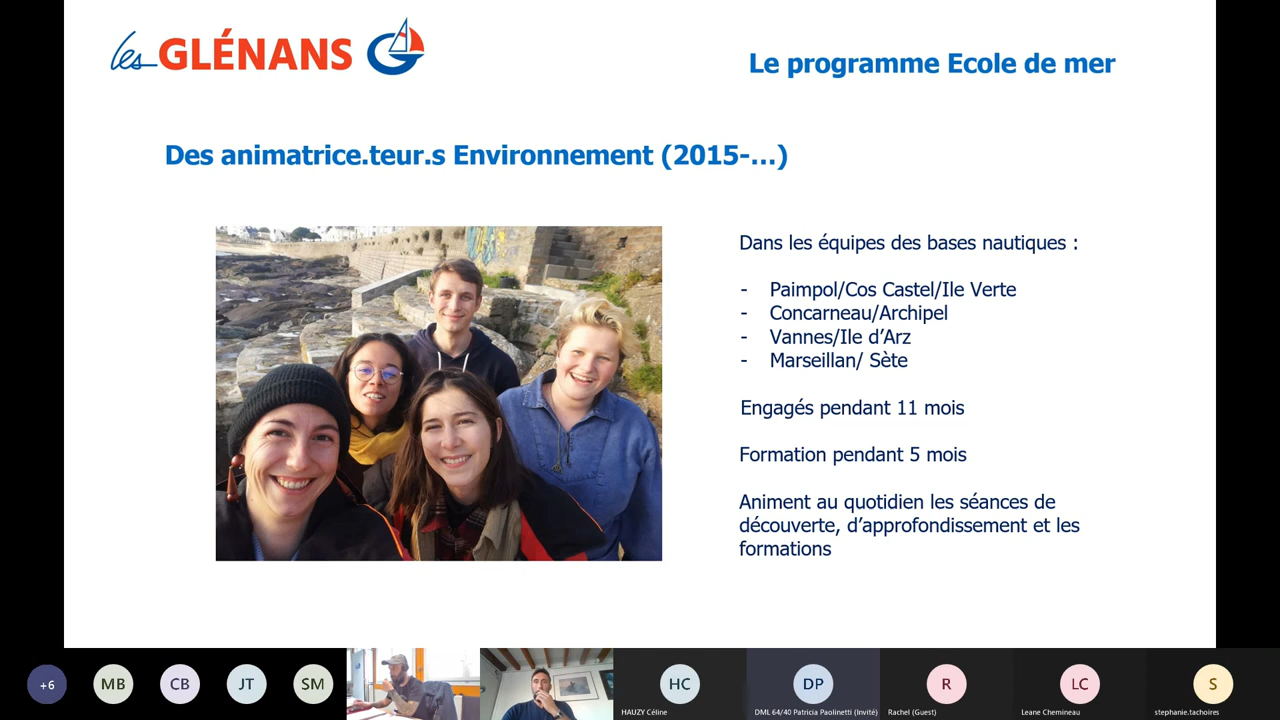 les GLÉNANS
Le programme Ecole de mer
Des animatrice.teur.s Environnement (2015-...)
Dans les équipes des bases nautiques :
- Paimpol/Cos Castel/Ile Verte
- Concarneau/Archipel
- Vannes/Ile d'Arz
- Marseillan/ Sète
Engagés pendant 11 mois
Formation pendant 5 mois
Animent au quotidien les séances de
découverte, d'approfondissement et les
formations
+6
MB
CB
JT
SM
HC
HAUZY Céline
DP
DML 64/40 Patricia Paolinetti (Invité)
R
Rachel (Guest)
LC
Leane Chemineau
S
stephanie.tachoires